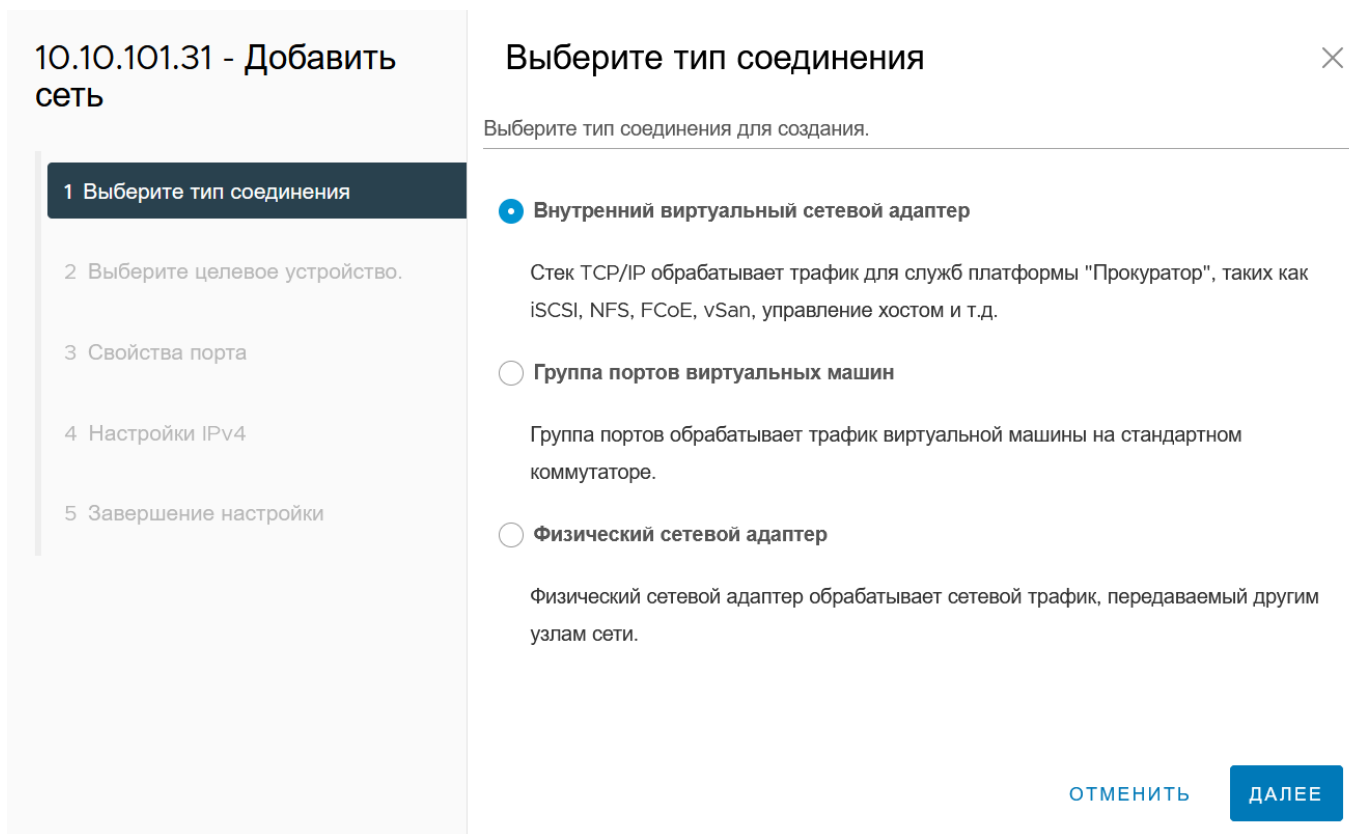 10.10.101.31 - Добавить
сеть
1 Выберите тип соединения
2 Выберите целевое устройство.
3 Свойства порта
4 Настройки IPv4
5 Завершение настройки
Выберите тип соединения
Выберите тип соединения для создания.
Внутренний виртуальный сетевой адаптер
Стек TCP/IP обрабатывает трафик для служб платформы "Прокуратор", таких как
iSCSI, NFS, FCoE, vSan, управление хостом и т.д.
Группа портов виртуальных машин
Группа портов обрабатывает трафик виртуальной машины на стандартном
коммутаторе.
Физический сетевой адаптер
Физический сетевой адаптер обрабатывает сетевой трафик, передаваемый другим
узлам сети.
ОТМЕНИТЬ ДАЛЕЕ